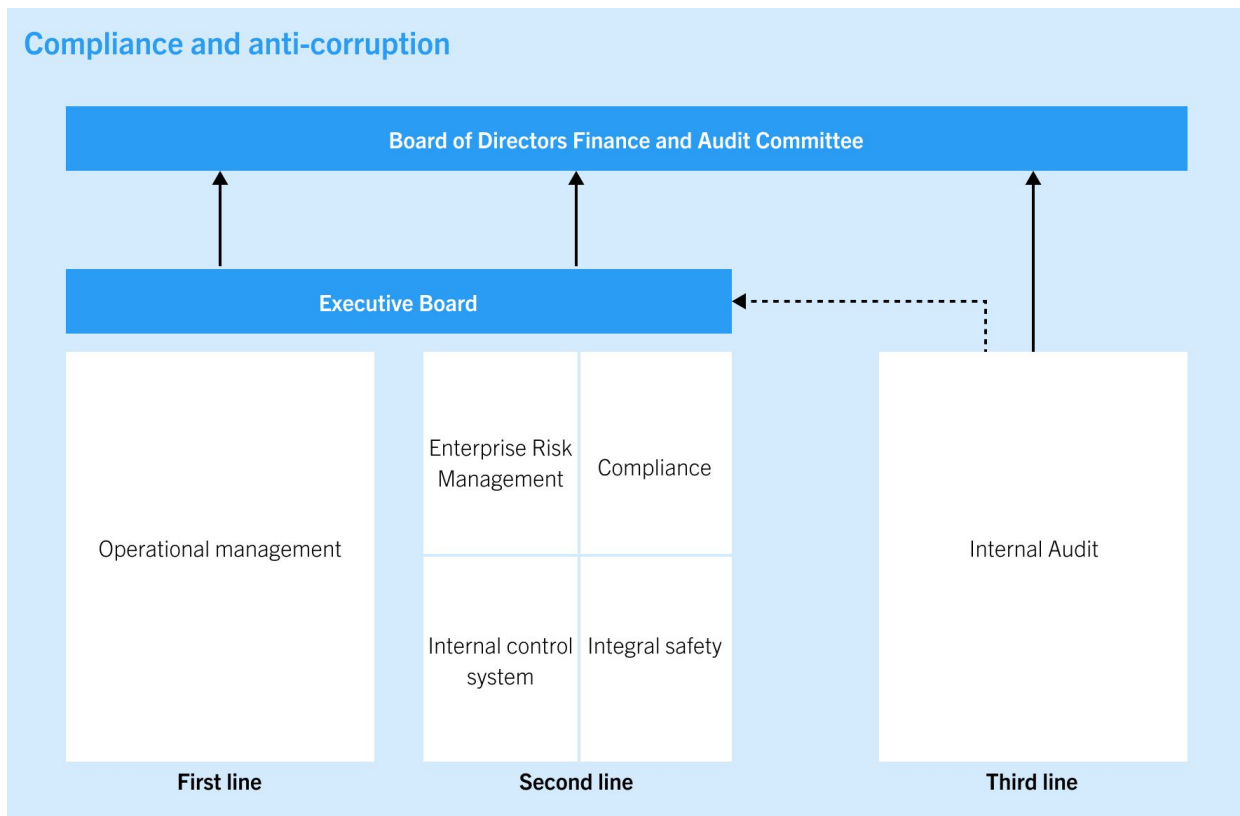 Compliance and anti-corruption
Board of Directors Finance and Audit Committee
Executive Board
Operational management
Enterprise Risk
Management
Compliance
Internal control
system
Integral safety
Internal Audit
First line
Second line
Third line